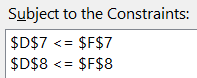 Subject to the Constraints:
$D$7 <= $F$7
$D$8 <= $F$8